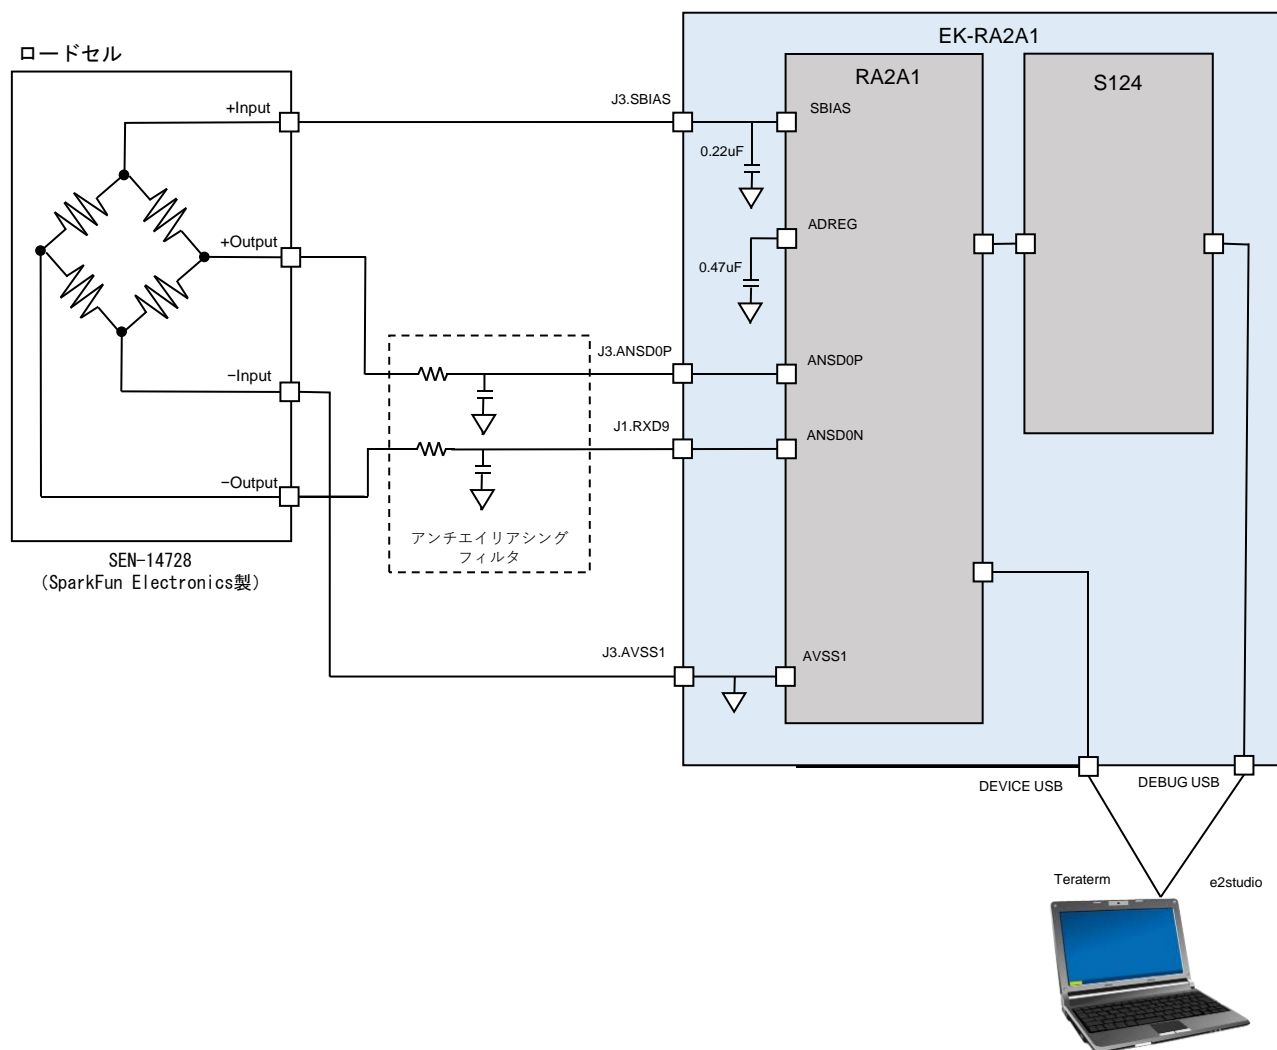 EK-RA2A1
ロードセル
RA2A1
S124
+Input
J3.SBIAS
SBIAS
0.22uF
+Output
ADREG
0.47uF
J3.ANSD0P
ANSD0P
−Input
J1.RXD9
ANSD0N
−Output
アンチエイリアシング
フィルタ
SEN-14728
(SparkFun Electronics製)
J3.AVSS1
AVSS1
DEVICE USB
DEBUG USB
Teraterm
e2studio